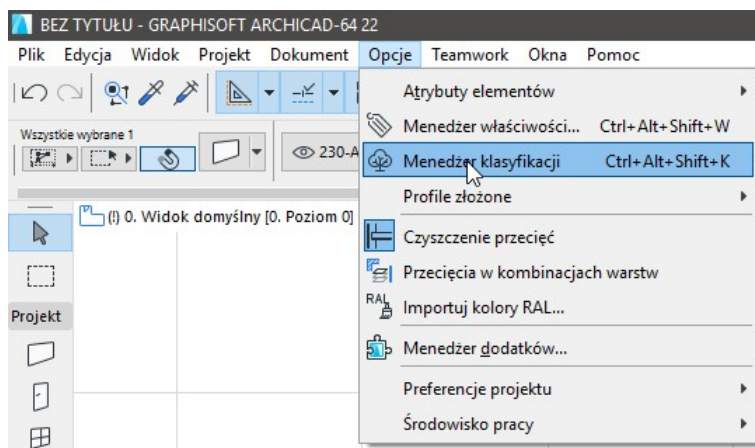 BEZ TYTUŁU - GRAPHISOFT ARCHICAD-64 22
Plik Edycja Widok Projekt Dokument Opcje Teamwork Okna Pomoc
Wszystkie wybrane 1
230-A
(!) 0. Widok domyślny [0. Poziom 0]
Projekt
Atrybuty elementów
Menedżer właściwości... Ctrl+Alt+Shift+W
Menedżer klasyfikacji Ctrl+Alt+Shift+K
Profile złożone
Czyszczenie przecięć
Przecięcia w kombinacjach warstw
RAL Importuj kolory RAL...
Menedżer dodatków...
Preferencje projektu
Środowisko pracy